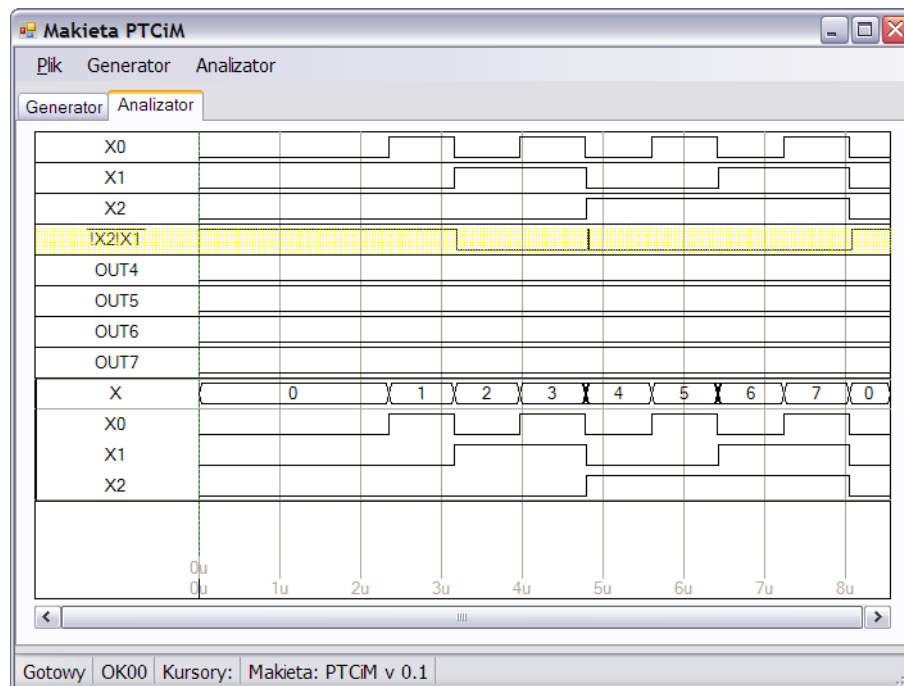 Makieta PTCiM
Plik Generator Analizator
Generator Analizator
X0
X1
X2
!X2!X1
OUT4
OUT5
OUT6
OUT7
X 0 1 2 3 4 5 6 7 0
X0
X1
X2
0u
0u 1u 2u 3u 4u 5u 6u 7u 8u
Gotowy OK00 Kursory: Makieta: PTCiM v 0.1